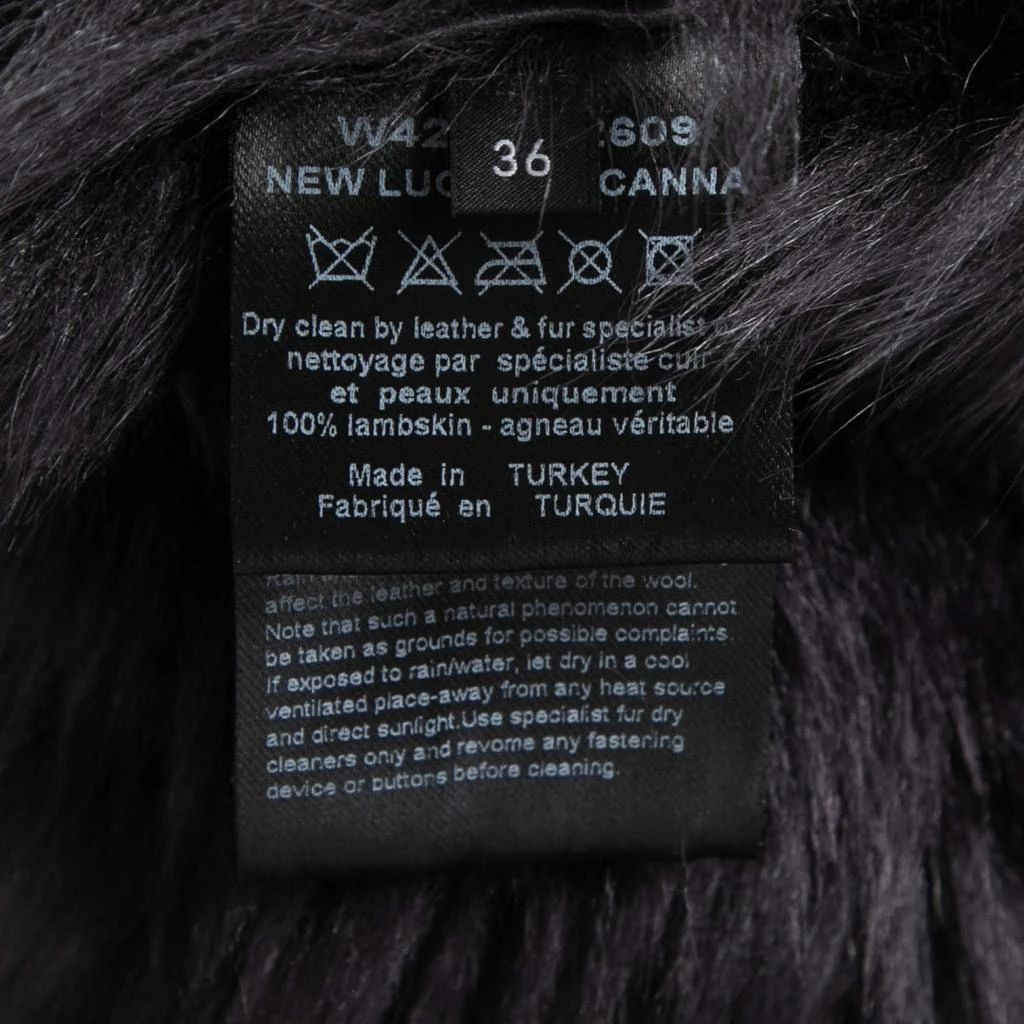 36
NEW CANNA
Dry clean by leather & fur specialist
nettoyage par spécialiste cuir
et peaux uniquement
100% lambskin - agneau véritable
Made in TURKEY
Fabriqué en TURQUIE
affect the leather and texture of the wool.
Note that such a natural phenomenon cannot
be taken as grounds for possible complaints.
If exposed to rain/water, let dry in a cool
ventilated place-away from any heat source
and direct sunlight.Use specialist fur dry
cleaners only and revome any fastening
device or buttons before cleaning.